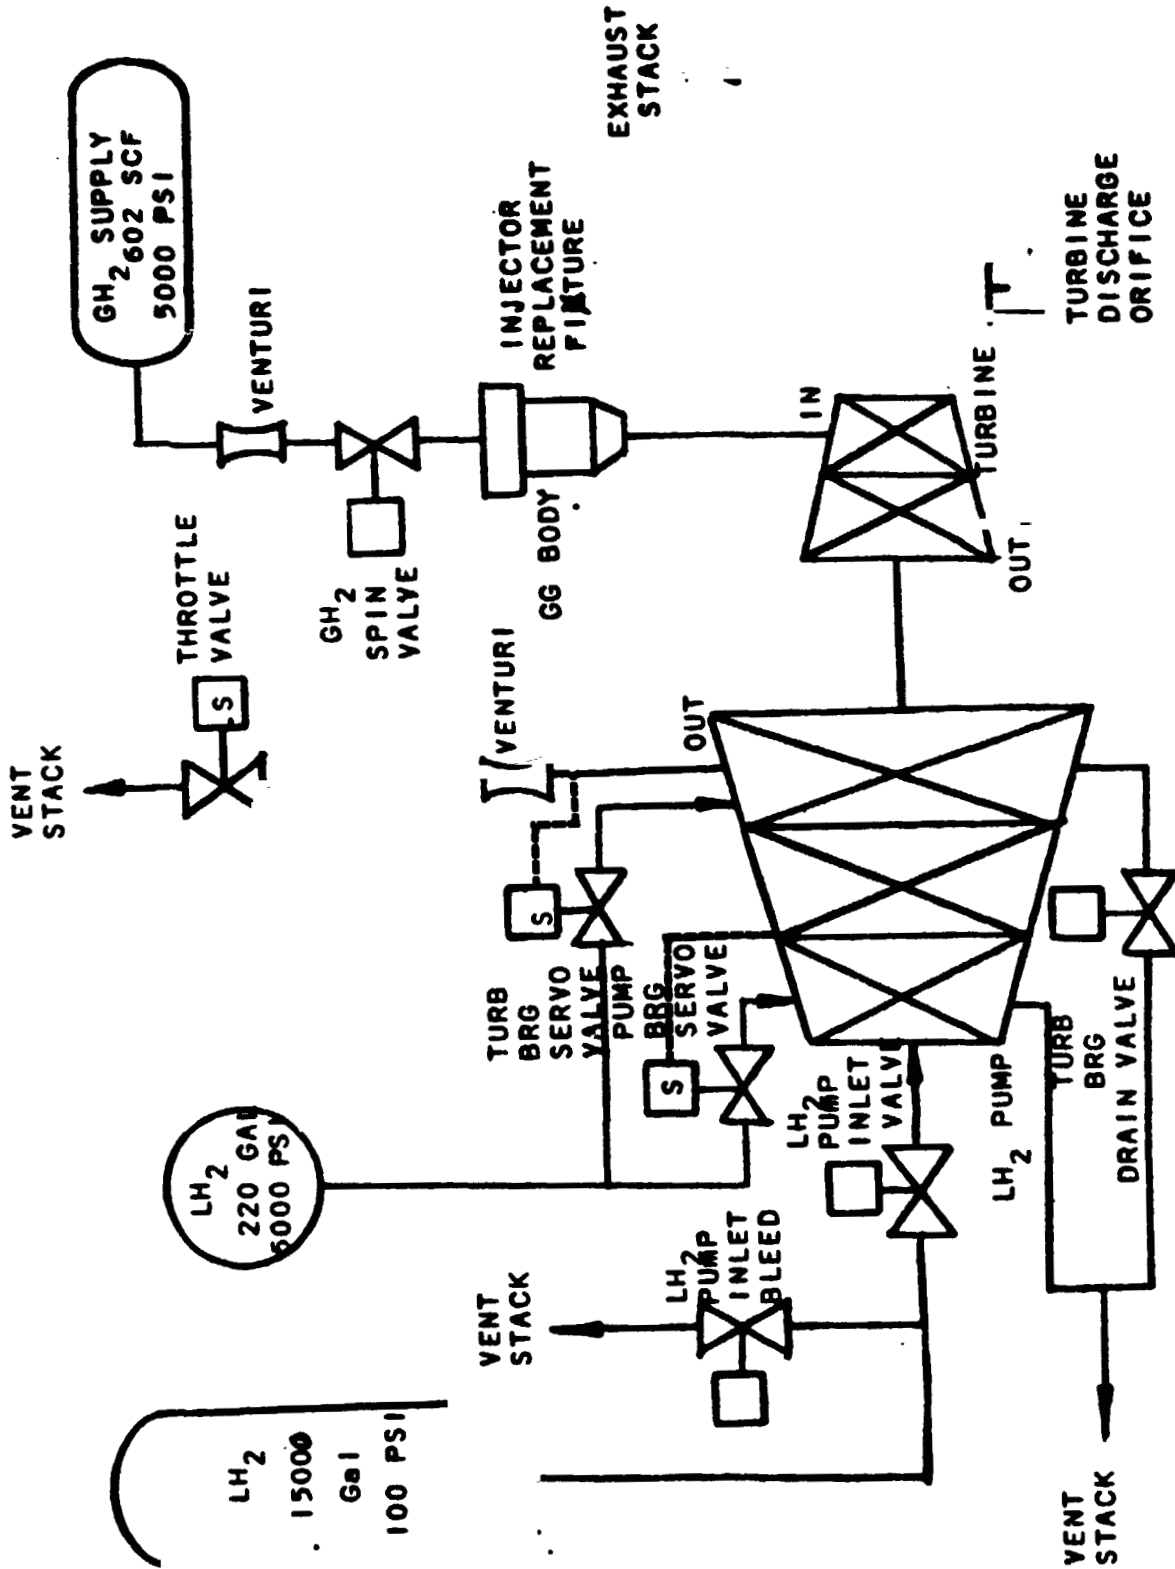 VENT
STACK
THROTTLE
VALVE
S
GH2 SUPPLY
602 SCF
5000 PSI
VENTURI
GH2
SPIN
VALVE
INJECTOR
REPLACEMENT
FIXTURE
GG BODY
EXHAUST
STACK
IN
TURBINE
OUT
TURBINE
DISCHARGE
ORIFICE
VENTURI
OUT
S
TURB
BRG
SERVO
VALVE
PUMP
BRG
SERVO
VALVE
S
LH2
220 GAL
5000 PSI
LH2
PUMP
INLET
VALVE
LH2 PUMP
TURB
BRG
DRAIN VALVE
LH2
PUMP
INLET
BLEED
VENT
STACK
LH2
15000
Gal
100 PSI
VENT
STACK